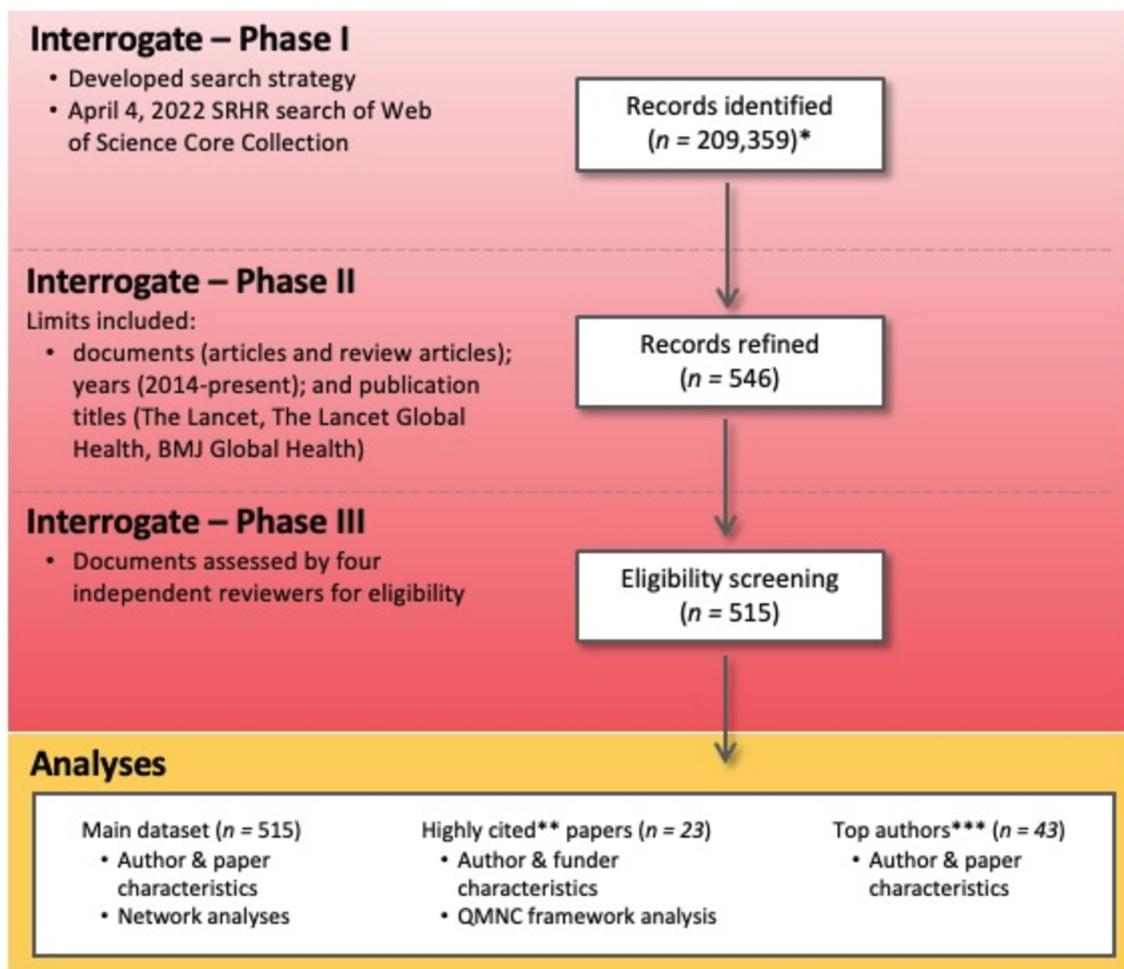 Interrogate – Phase I
• Developed search strategy
• April 4, 2022 SRHR search of Web
of Science Core Collection
Records identified
(n = 209,359)*
Interrogate – Phase II
Limits included:
• documents (articles and review articles);
years (2014-present); and publication
titles (The Lancet, The Lancet Global
Health, BMJ Global Health)
Records refined
(n = 546)
Interrogate – Phase III
• Documents assessed by four
independent reviewers for eligibility
Eligibility screening
(n = 515)
Analyses
Main dataset (n = 515)
• Author & paper
characteristics
• Network analyses
Highly cited** papers (n = 23)
• Author & funder
characteristics
• QMNC framework analysis
Top authors*** (n = 43)
• Author & paper
characteristics